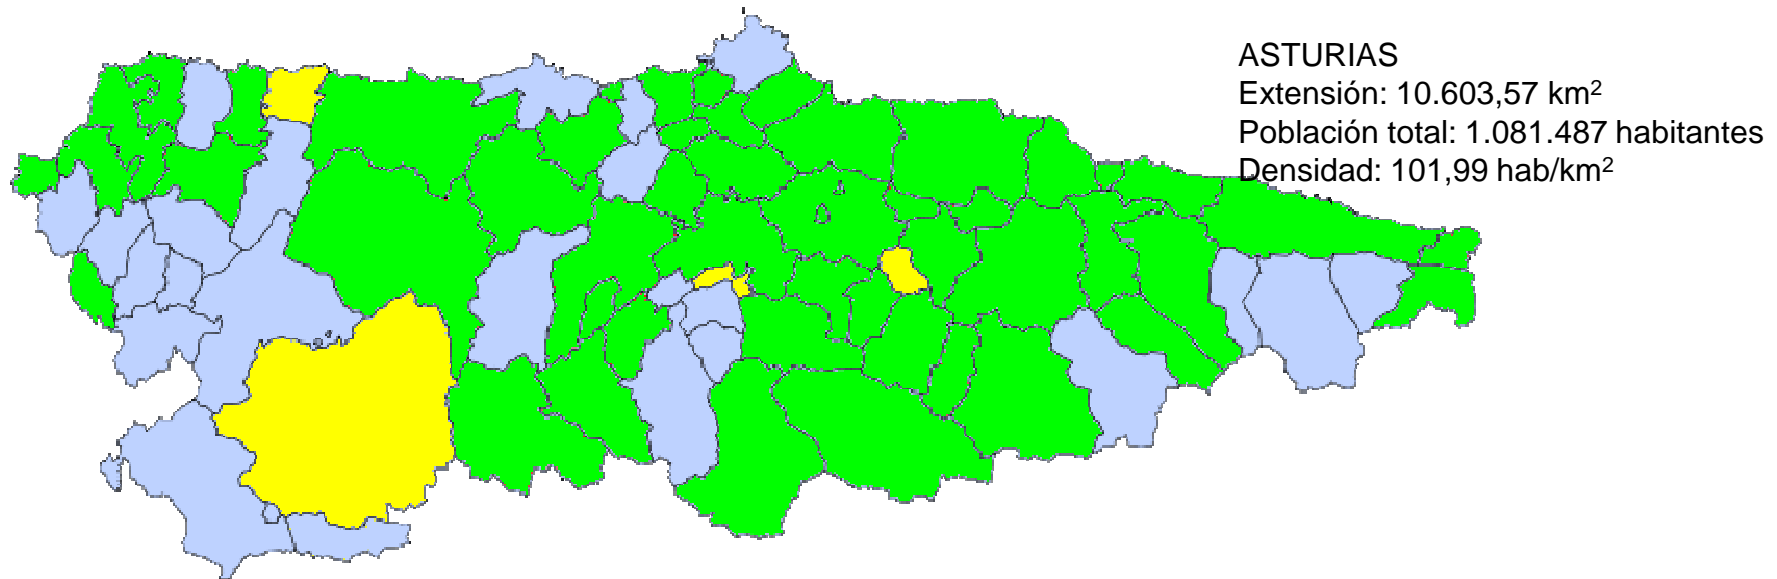 ASTURIAS
Extensión: 10.603,57 km²
Población total: 1.081.487 habitantes
Densidad: 101,99 hab/km²